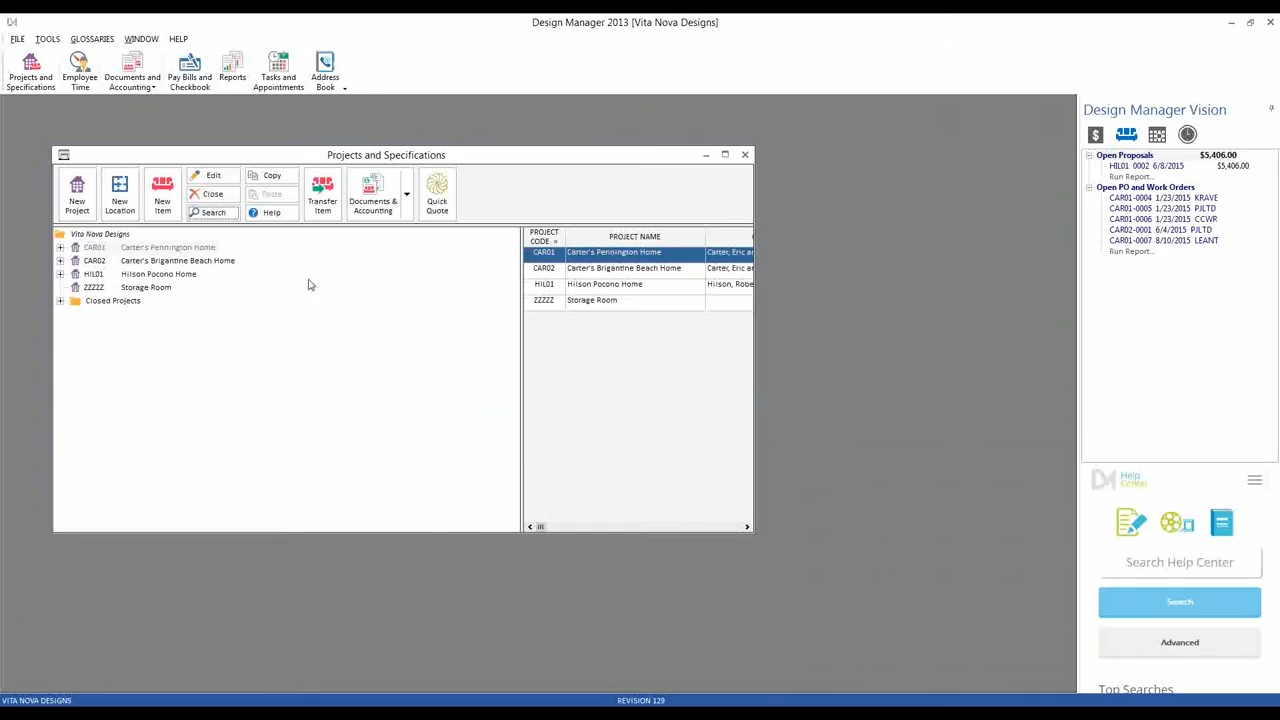 Design Manager 2013 [Vita Nova Designs]
FILE TOOLS GLOSSARIES WINDOW HELP
Projects and Specifications
Employee Time
Documents and Accounting
Pay Bills and Checkbook
Reports
Tasks and Appointments
Address Book
Projects and Specifications
New Project
New Location
New Item
Edit
Close
Search
Copy
Paste
Help
Transfer Item
Documents & Accounting
Quick Quote
Vita Nova Designs
CAR01 Carter's Pennington Home
CAR02 Carter's Brigantine Beach Home
HIL01 Hilson Pocono Home
ZZZZZ Storage Room
Closed Projects
PROJECT CODE PROJECT NAME
CAR01 Carter's Pennington Home Carter, Eric an
CAR02 Carter's Brigantine Beach Home Carter, Eric an
HIL01 Hilson Pocono Home Hilson, Robe
ZZZZZ Storage Room
Design Manager Vision
Open Proposals $5,406.00
HIL01 0002 6/8/2015 $5,406.00
Run Report...
Open PO and Work Orders
CAR01-0004 1/23/2015 KRAVE
CAR01-0005 1/23/2015 PJLTD
CAR01-0006 1/23/2015 CCWR
CAR02-0001 6/4/2015 PJLTD
CAR01-0007 8/10/2015 LEANT
Run Report...
DM Help Center
Search Help Center
Search
Advanced
Top Searches
VITA NOVA DESIGNS
REVISION 129